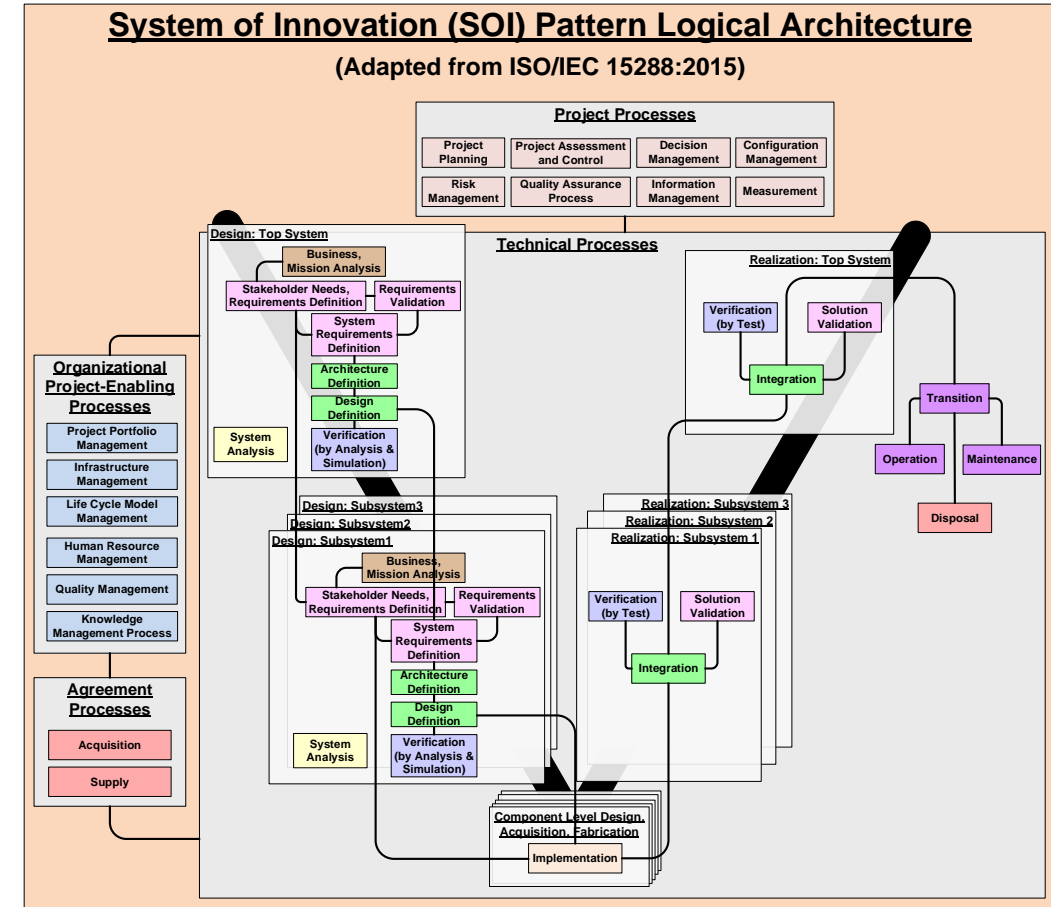 System of Innovation (SOI) Pattern Logical Architecture
(Adapted from ISO/IEC 15288:2015)
Project Processes
Project
Planning
Project Assessment
and Control
Decision
Management
Configuration
Management
Risk
Management
Quality Assurance
Process
Information
Management
Measurement
Technical Processes
Design: Top System
Business,
Mission Analysis
Stakeholder Needs,
Requirements Definition
Requirements
Validation
System
Requirements
Definition
Architecture
Definition
Design
Definition
System
Analysis
Verification
(by Analysis &
Simulation)
Realization: Top System
Verification
(by Test)
Solution
Validation
Integration
Transition
Operation
Maintenance
Disposal
Organizational
Project-Enabling
Processes
Project Portfolio
Management
Infrastructure
Management
Life Cycle Model
Management
Human Resource
Management
Quality Management
Knowledge
Management Process
Agreement
Processes
Acquisition
Supply
Design: Subsystem3
Design: Subsystem2
Design: Subsystem1
Business,
Mission Analysis
Stakeholder Needs,
Requirements Definition
Requirements
Validation
System
Requirements
Definition
Architecture
Definition
Design
Definition
System
Analysis
Verification
(by Analysis &
Simulation)
Realization: Subsystem 3
Realization: Subsystem 2
Realization: Subsystem 1
Verification
(by Test)
Solution
Validation
Integration
Component Level Design,
Acquisition, Fabrication
Implementation